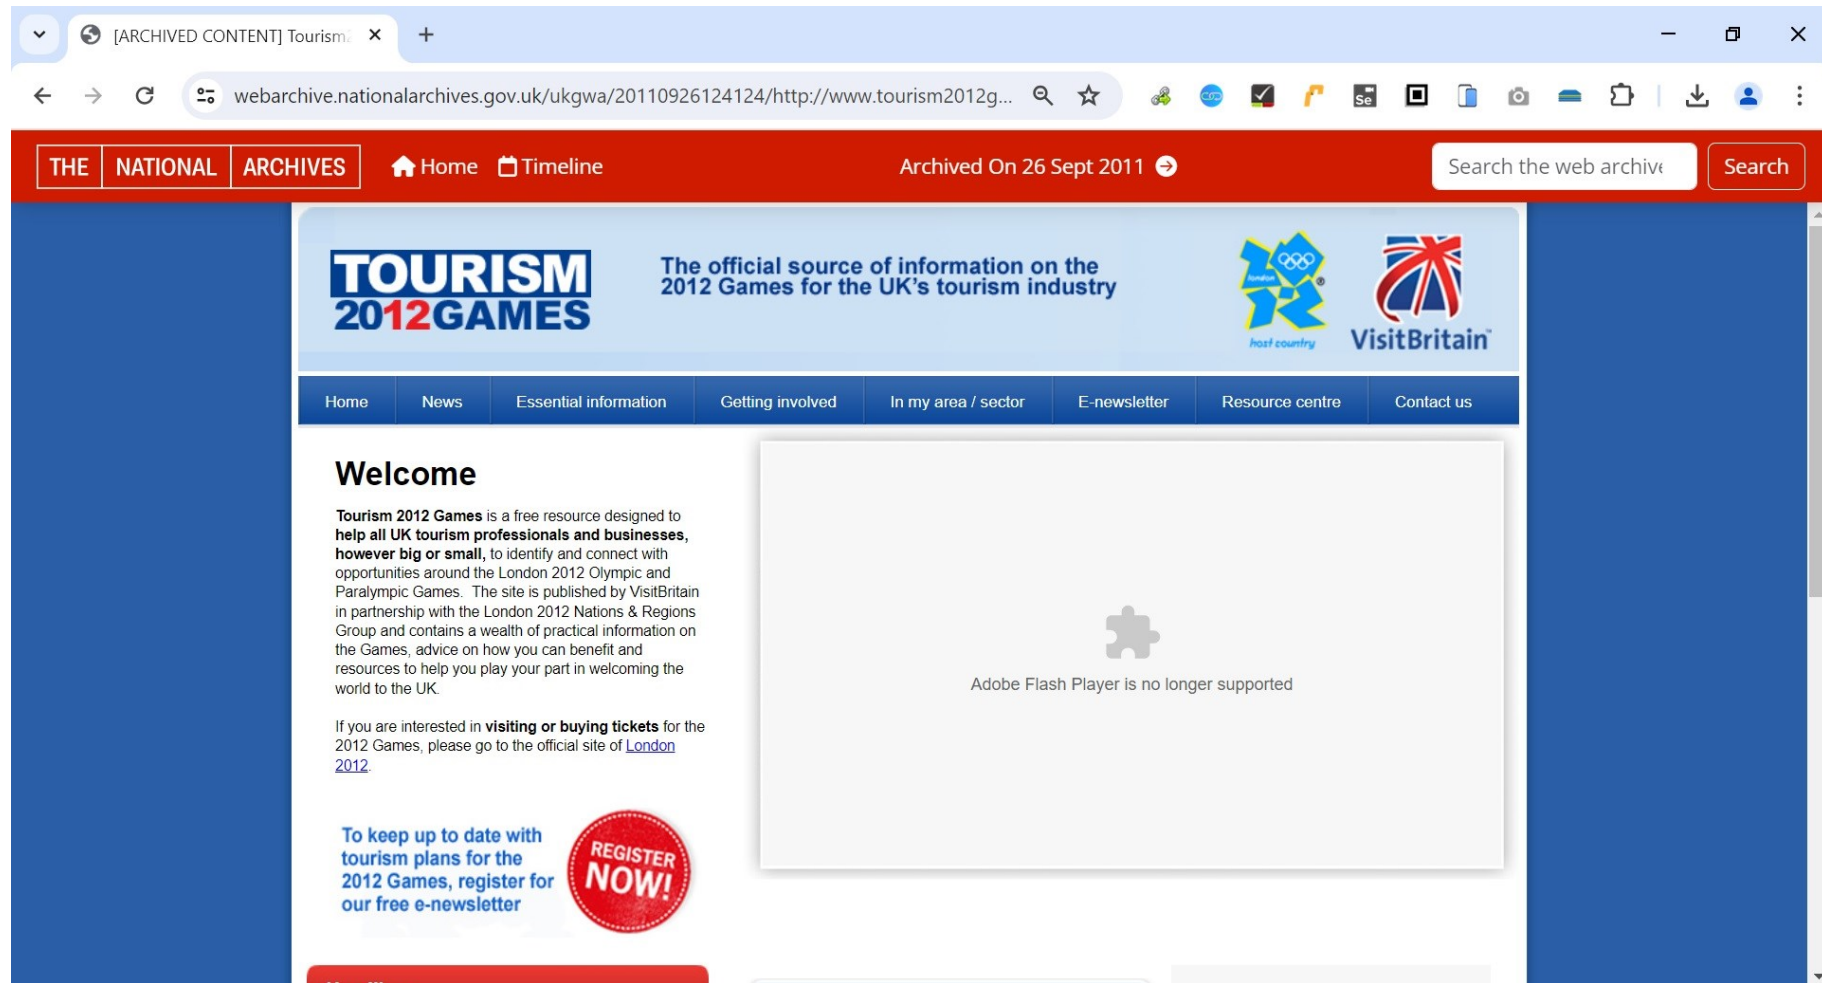 [ARCHIVED CONTENT] Tourism
webarchive.nationalarchives.gov.uk/ukgwa/20110926124124/http://www.tourism2012g...
Se
THE NATIONAL ARCHIVES
Home
Timeline
Archived On 26 Sept 2011
Search the web archive
Search
TOURISM
2012GAMES
The official source of information on the
2012 Games for the UK's tourism industry
london
host country
VisitBritain™
Home
News
Essential information
Getting involved
In my area / sector
E-newsletter
Resource centre
Contact us
Welcome
Tourism 2012 Games is a free resource designed to
help all UK tourism professionals and businesses,
however big or small, to identify and connect with
opportunities around the London 2012 Olympic and
Paralympic Games. The site is published by VisitBritain
in partnership with the London 2012 Nations & Regions
Group and contains a wealth of practical information on
the Games, advice on how you can benefit and
resources to help you play your part in welcoming the
world to the UK.
If you are interested in visiting or buying tickets for the
2012 Games, please go to the official site of London
2012.
Adobe Flash Player is no longer supported
To keep up to date with
tourism plans for the
2012 Games, register for
our free e-newsletter
REGISTER
NOW!